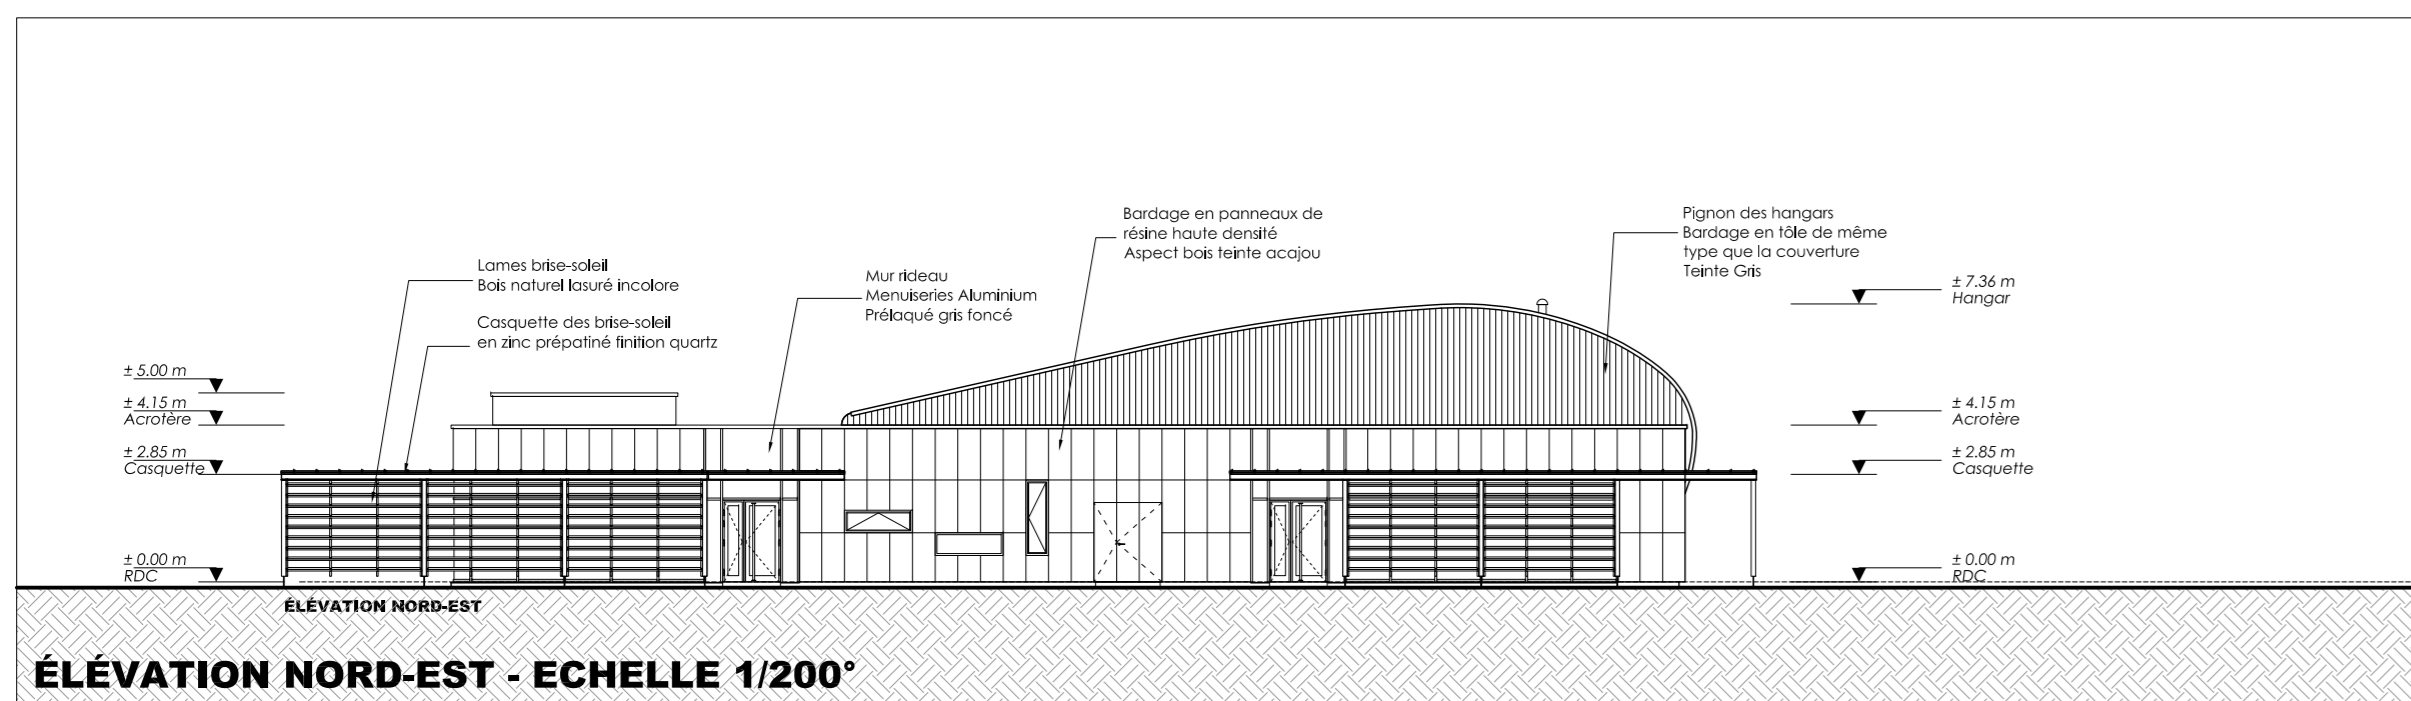 Bardage en panneaux de
résine haute densité
Aspect bois teinte acajou
Pignon des hangars
Bardage en tôle de même
type que la couverture
Teinte Gris
Lames brise-soleil
Bois naturel lasuré incolore
Mur rideau
Menuiseries Aluminium
Prélaqué gris foncé
Casquette des brise-soleil
en zinc prépatiné finition quartz
± 5.00 m
± 4.15 m
Acrotère
± 2.85 m
Casquette
± 0.00 m
RDC
± 7.36 m
Hangar
± 4.15 m
Acrotère
± 2.85 m
Casquette
± 0.00 m
RDC
ÉLÉVATION NORD-EST
ÉLÉVATION NORD-EST - ECHELLE 1/200°